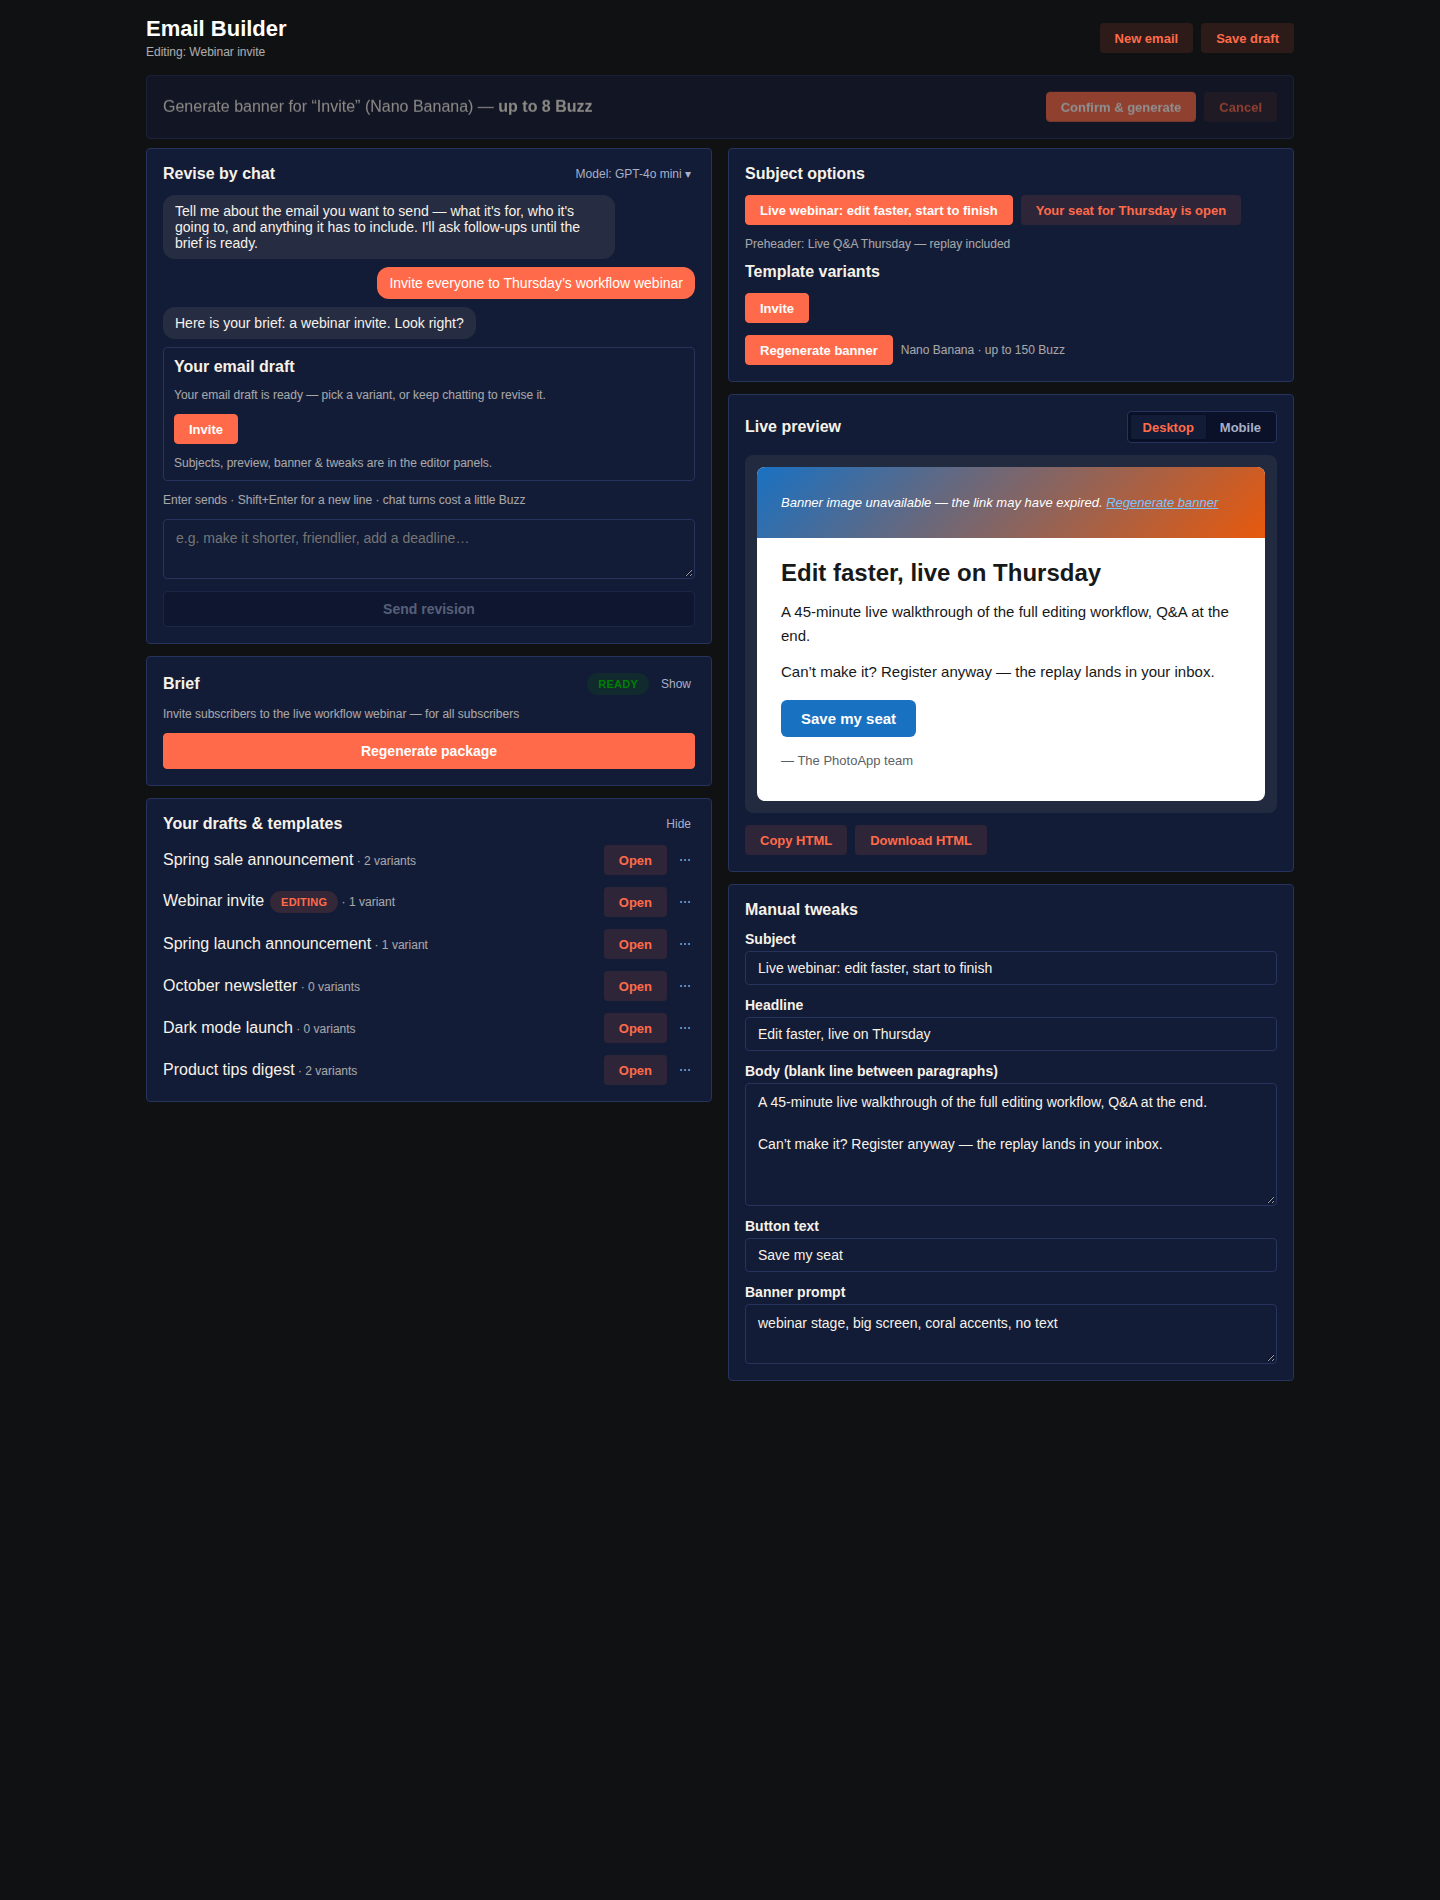 Email Builder
Editing: Webinar invite
New email
Save draft
Generate banner for “Invite” (Nano Banana) — up to 8 Buzz
Confirm & generate
Cancel
Revise by chat
Model: GPT-4o mini ▾
Tell me about the email you want to send — what it's for, who it's
going to, and anything it has to include. I'll ask follow-ups until the
brief is ready.
Invite everyone to Thursday’s workflow webinar
Here is your brief: a webinar invite. Look right?
Your email draft
Your email draft is ready — pick a variant, or keep chatting to revise it.
Invite
Subjects, preview, banner & tweaks are in the editor panels.
Enter sends · Shift+Enter for a new line · chat turns cost a little Buzz
e.g. make it shorter, friendlier, add a deadline…
Send revision
Brief
READY
Show
Invite subscribers to the live workflow webinar — for all subscribers
Regenerate package
Your drafts & templates
Hide
Spring sale announcement · 2 variants
Open
···
Webinar invite EDITING · 1 variant
Open
···
Spring launch announcement · 1 variant
Open
···
October newsletter · 0 variants
Open
···
Dark mode launch · 0 variants
Open
···
Product tips digest · 2 variants
Open
···
Subject options
Live webinar: edit faster, start to finish
Your seat for Thursday is open
Preheader: Live Q&A Thursday — replay included
Template variants
Invite
Regenerate banner
Nano Banana · up to 150 Buzz
Live preview
Desktop
Mobile
Banner image unavailable — the link may have expired. Regenerate banner
Edit faster, live on Thursday
A 45-minute live walkthrough of the full editing workflow, Q&A at the
end.
Can’t make it? Register anyway — the replay lands in your inbox.
Save my seat
— The PhotoApp team
Copy HTML
Download HTML
Manual tweaks
Subject
Live webinar: edit faster, start to finish
Headline
Edit faster, live on Thursday
Body (blank line between paragraphs)
A 45-minute live walkthrough of the full editing workflow, Q&A at the end.
Can’t make it? Register anyway — the replay lands in your inbox.
Button text
Save my seat
Banner prompt
webinar stage, big screen, coral accents, no text